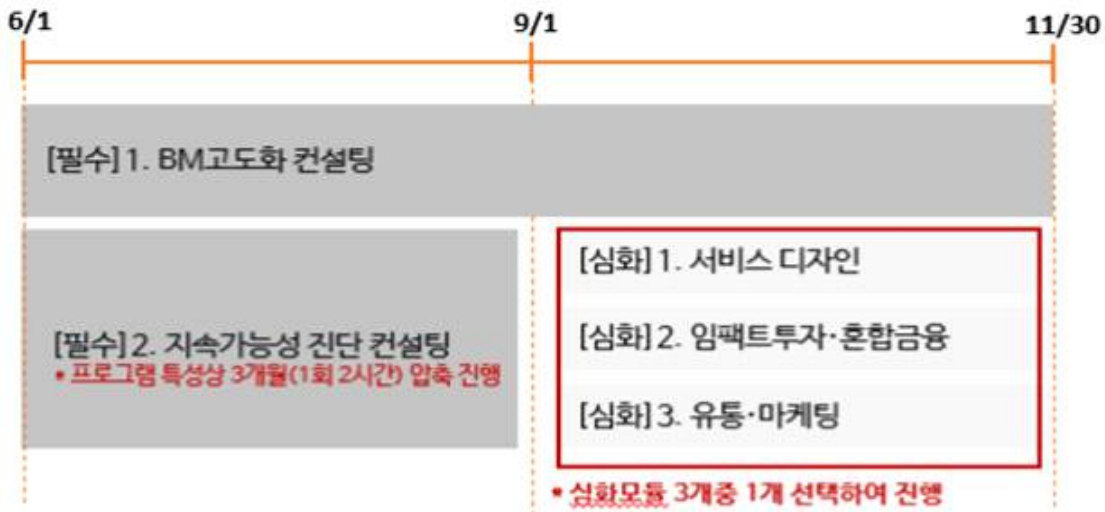 6/1 9/1 11/30
[필수] 1. BM고도화 컨설팅
[필수] 2. 지속가능성 진단 컨설팅
* 프로그램 특성상 3개월(1회 2시간) 압축 진행
[심화] 1. 서비스 디자인
[심화] 2. 임팩트투자·혼합금융
[심화] 3. 유통·마케팅
* 심화모듈 3개중 1개 선택하여 진행